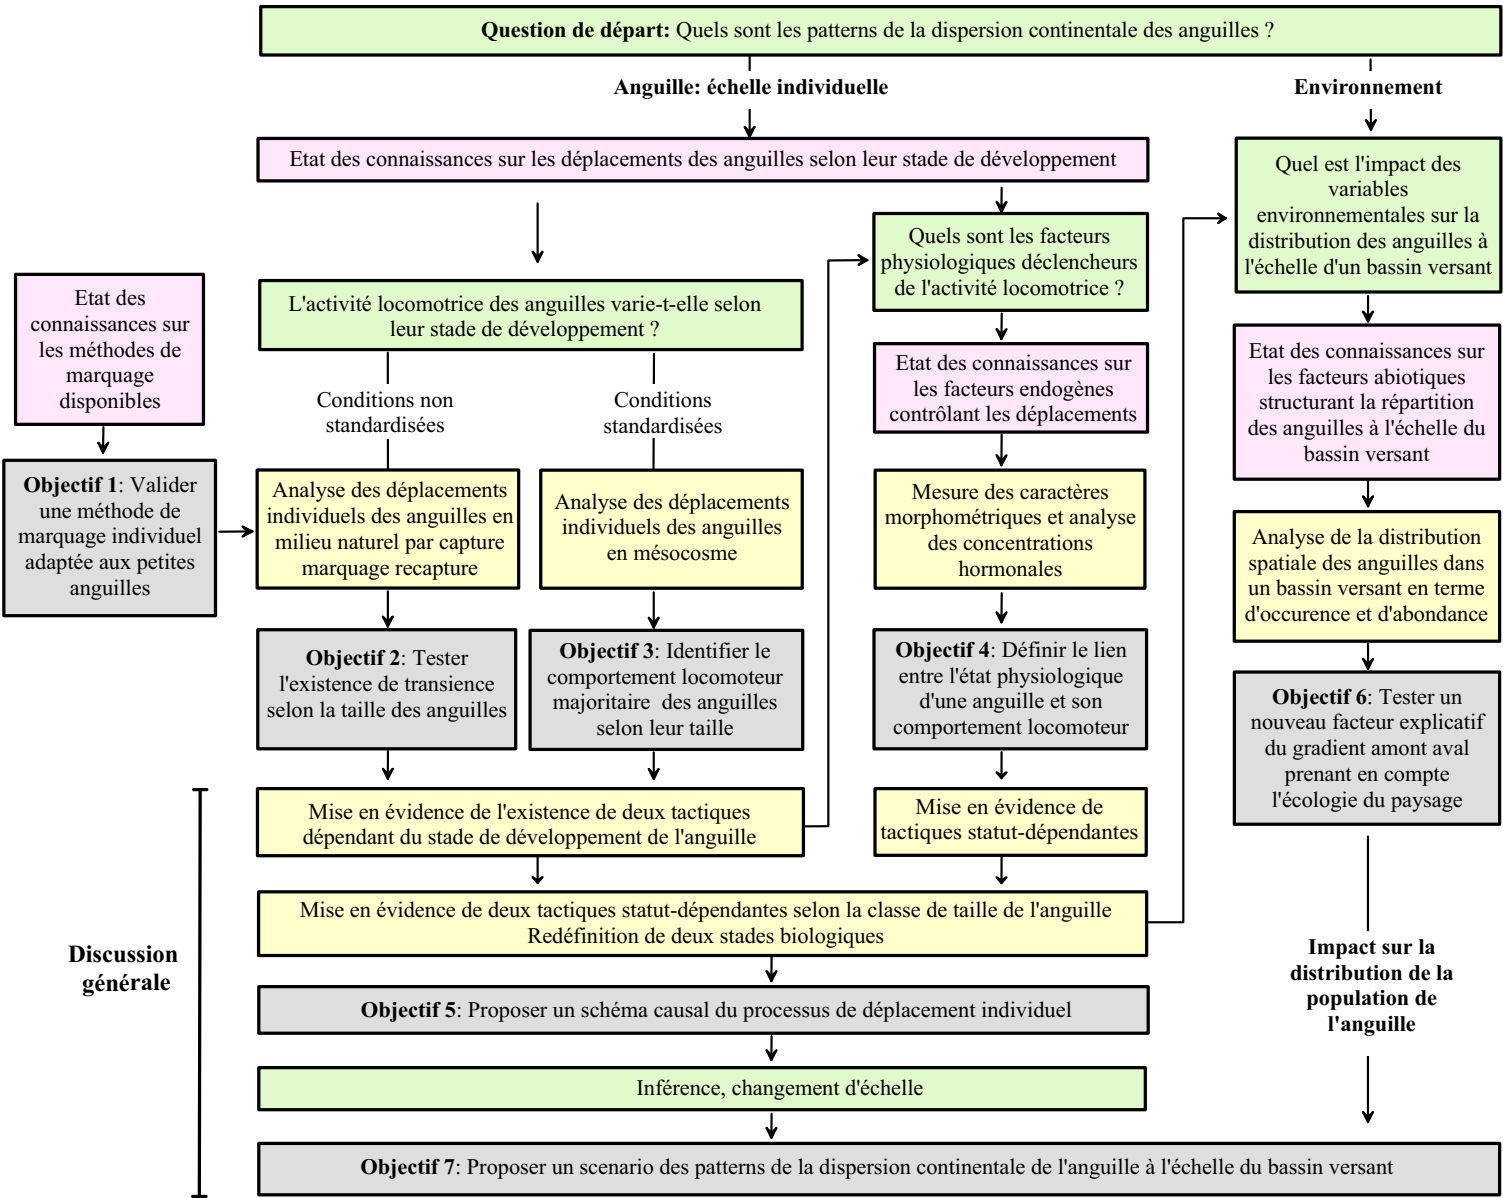 Question de départ: Quels sont les patterns de la dispersion continentale des anguilles ?
Anguille: échelle individuelle
Environnement
Etat des connaissances sur les déplacements des anguilles selon leur stade de développement
Quel est l'impact des
variables
environnementales sur la
distribution des anguilles à
l'échelle d'un bassin versant
Quels sont les facteurs
physiologiques déclencheurs
de l'activité locomotrice ?
Etat des
connaissances sur
les méthodes de
marquage
disponibles
L'activité locomotrice des anguilles varie-t-elle selon
leur stade de développement ?
Conditions non
standardisées
Conditions
standardisées
Etat des connaissances sur
les facteurs endogènes
contrôlant les déplacements
Etat des connaissances sur
les facteurs abiotiques
structurant la répartition
des anguilles à l'échelle du
bassin versant
Objectif 1: Valider
une méthode de
marquage individuel
adaptée aux petites
anguilles
Analyse des déplacements
individuels des anguilles en
milieu naturel par capture
marquage recapture
Analyse des déplacements
individuels des anguilles
en mésocosme
Mesure des caractères
morphométriques et analyse
des concentrations
hormonales
Analyse de la distribution
spatiale des anguilles dans
un bassin versant en terme
d'occurence et d'abondance
Objectif 2: Tester
l'existence de transience
selon la taille des anguilles
Objectif 3: Identifier le
comportement locomoteur
majoritaire des anguilles
selon leur taille
Objectif 4: Définir le lien
entre l'état physiologique
d'une anguille et son
comportement locomoteur
Objectif 6: Tester un
nouveau facteur explicatif
du gradient amont aval
prenant en compte
l'écologie du paysage
Mise en évidence de l'existence de deux tactiques
dépendant du stade de développement de l'anguille
Mise en évidence de
tactiques statut-dépendantes
Mise en évidence de deux tactiques statut-dépendantes selon la classe de taille de l'anguille
Redéfinition de deux stades biologiques
Discussion
générale
Impact sur la
distribution de la
population de
l'anguille
Objectif 5: Proposer un schéma causal du processus de déplacement individuel
Inférence, changement d'échelle
Objectif 7: Proposer un scenario des patterns de la dispersion continentale de l'anguille à l'échelle du bassin versant